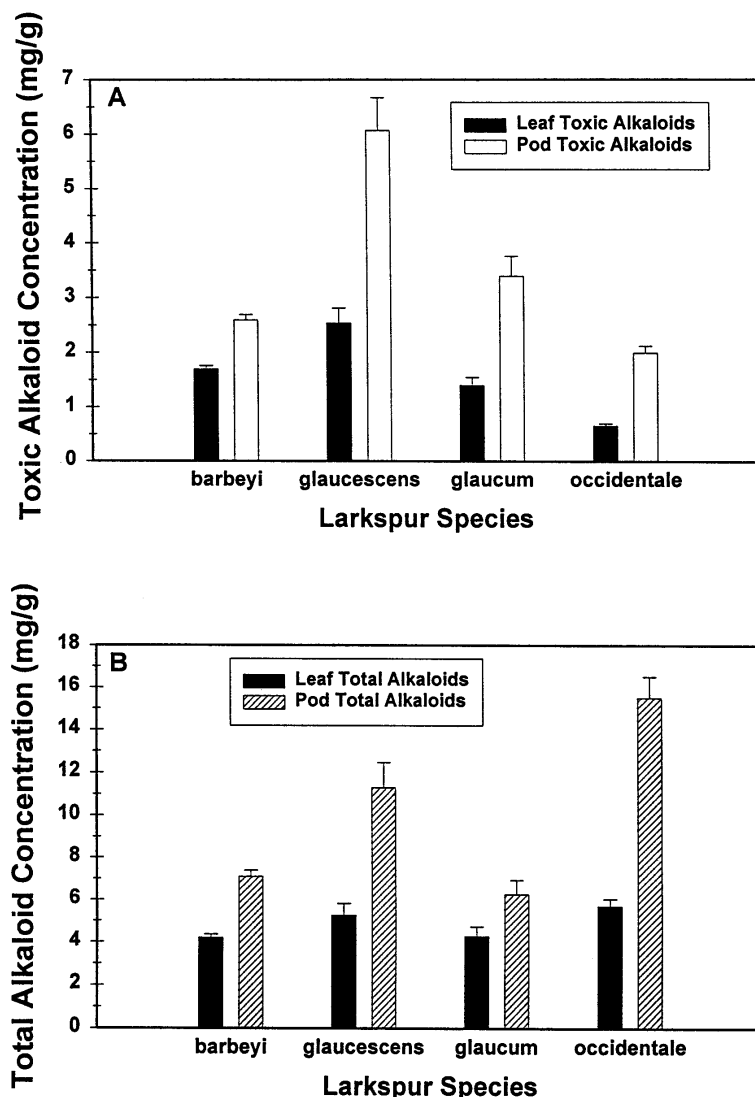 A
Toxic Alkaloid Concentration (mg/g)
7
6
5
4
3
2
1
0
Leaf Toxic Alkaloids
Pod Toxic Alkaloids
barbeyi glaucescens glaucum occidentale
Larkspur Species
B
Total Alkaloid Concentration (mg/g)
18
16
14
12
10
8
6
4
2
0
Leaf Total Alkaloids
Pod Total Alkaloids
barbeyi glaucescens glaucum occidentale
Larkspur Species